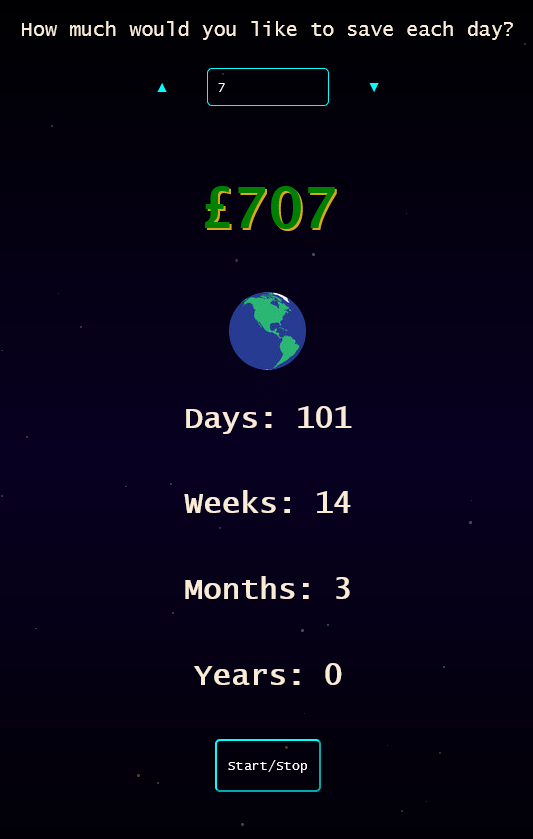 How much would you like to save each day?
▲ 7 ▼
£707
Days: 101
Weeks: 14
Months: 3
Years: 0
Start/Stop